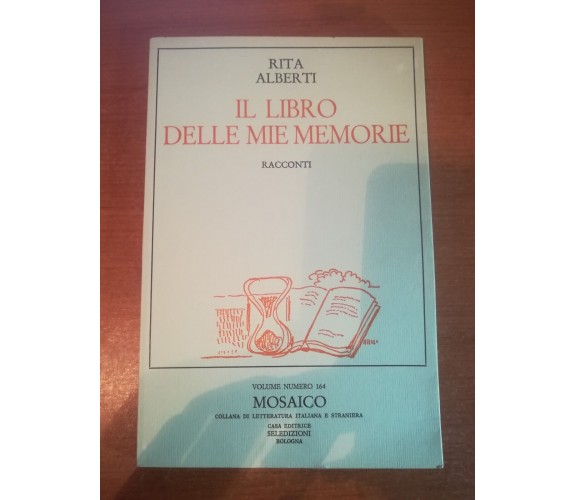 RITA
ALBERTI
IL LIBRO
DELLE MIE MEMORIE
RACCONTI
VOLUME NUMERO 164
MOSAICO
COLLANA DI LETTERATURA ITALIANA E STRANIERA
CASA EDITRICE
SELEDIZIONI
BOLOGNA